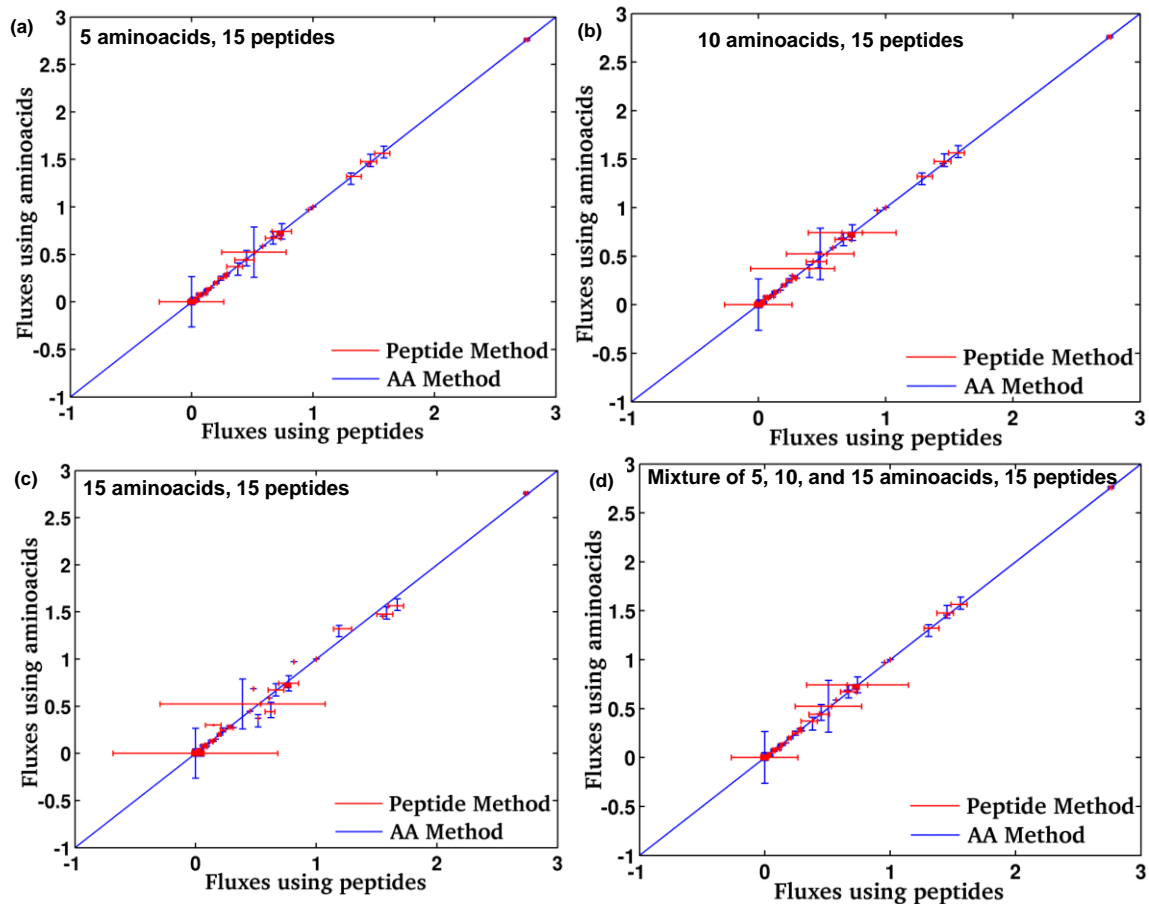 (a)
5 aminoacids, 15 peptides
3
2.5
2
1.5
1
0.5
0
-0.5
-1
-1
0
1
2
3
Fluxes using aminoacids
Fluxes using peptides
Peptide Method
AA Method
(b)
10 aminoacids, 15 peptides
3
2.5
2
1.5
1
0.5
0
-0.5
-1
-1
0
1
2
3
Fluxes using aminoacids
Fluxes using peptides
Peptide Method
AA Method
(c)
15 aminoacids, 15 peptides
3
2.5
2
1.5
1
0.5
0
-0.5
-1
-1
0
1
2
3
Fluxes using aminoacids
Fluxes using peptides
Peptide Method
AA Method
(d)
Mixture of 5, 10, and 15 aminoacids, 15 peptides
3
2.5
2
1.5
1
0.5
0
-0.5
-1
-1
0
1
2
3
Fluxes using aminoacids
Fluxes using peptides
Peptide Method
AA Method